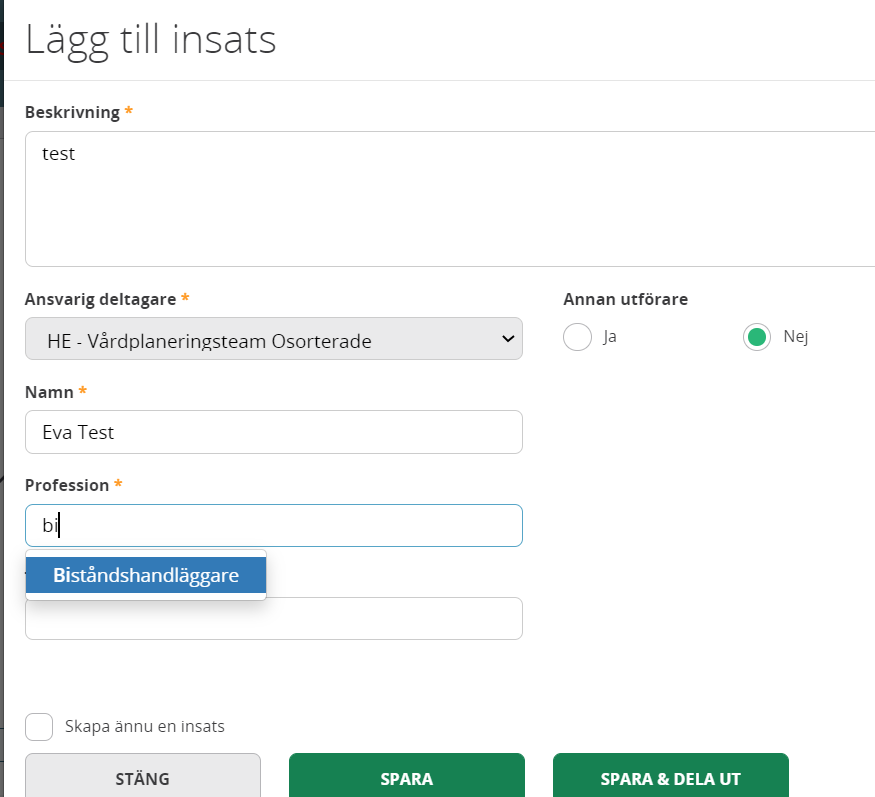 Lägg till insats
Beskrivning *
test
Ansvarig deltagare *
Annan utförare
HE - Vårdplaneringsteam Osorterade
Ja
Nej
Namn *
Eva Test
Profession *
bi
Biståndshandläggare
Skapa ännu en insats
STÄNG
SPARA
SPARA & DELA UT